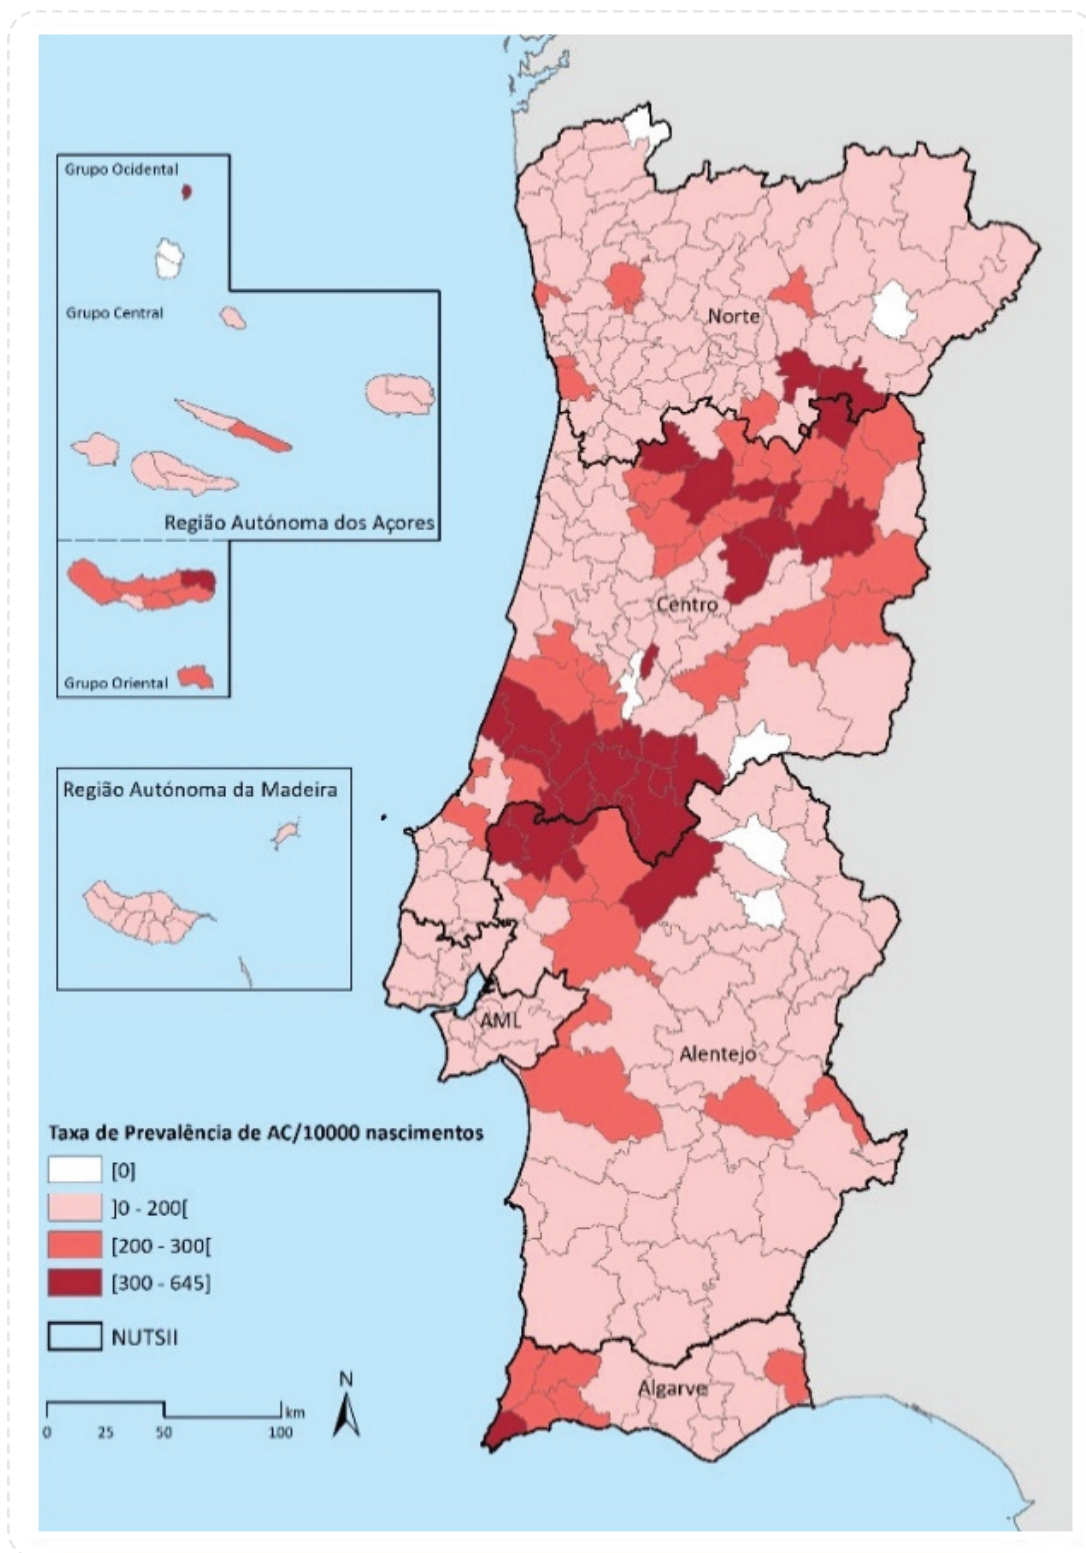 Grupo Ocidental
Grupo Central
Região Autónoma dos Açores
Grupo Oriental
Região Autónoma da Madeira
Norte
Centro
AML
Alentejo
Algarve
Taxa de Prevalência de AC/10000 nascimentos
[0]
]0 - 200[
[200 - 300[
[300 - 645]
NUTSII
N
km
0 25 50 100